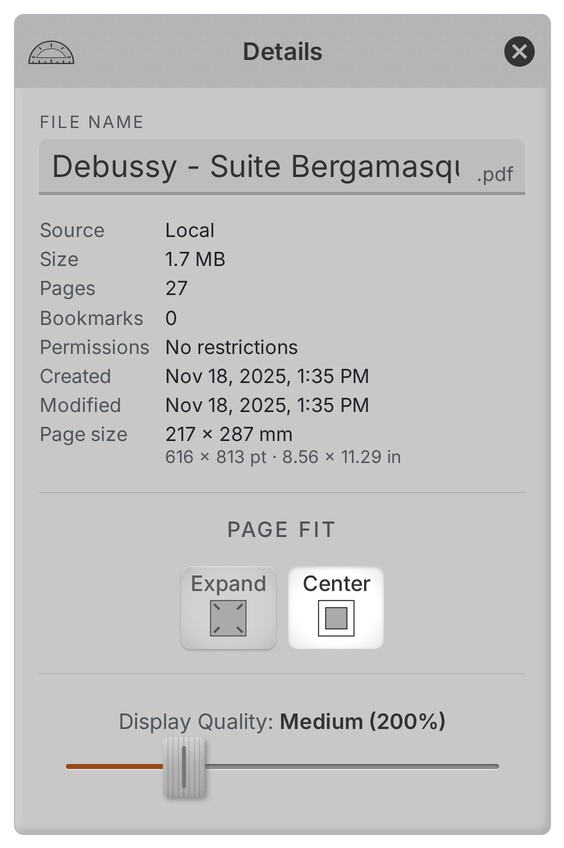 Details
FILE NAME
Debussy - Suite Bergamasqu .pdf
Source Local
Size 1.7 MB
Pages 27
Bookmarks 0
Permissions No restrictions
Created Nov 18, 2025, 1:35 PM
Modified Nov 18, 2025, 1:35 PM
Page size 217 × 287 mm
616 × 813 pt · 8.56 × 11.29 in
PAGE FIT
Expand Center
Display Quality: Medium (200%)